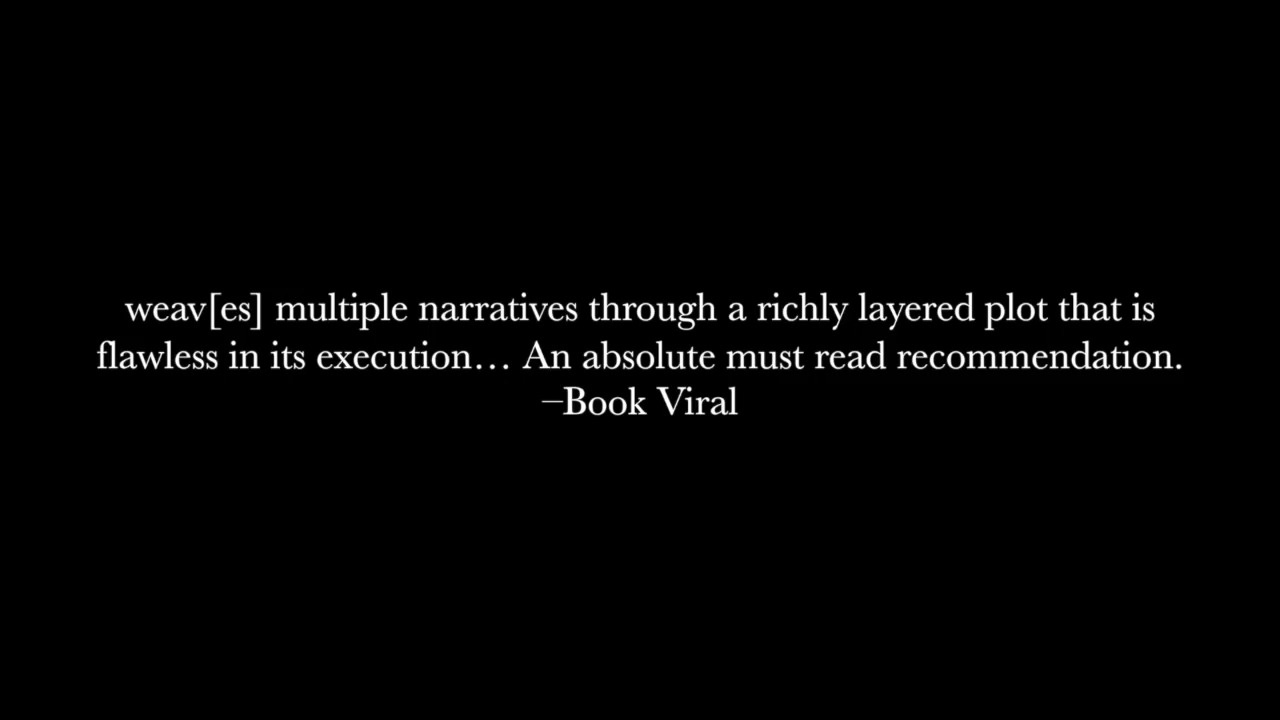 weav[es] multiple narratives through a richly layered plot that is
flawless in its execution… An absolute must read recommendation.
–Book Viral